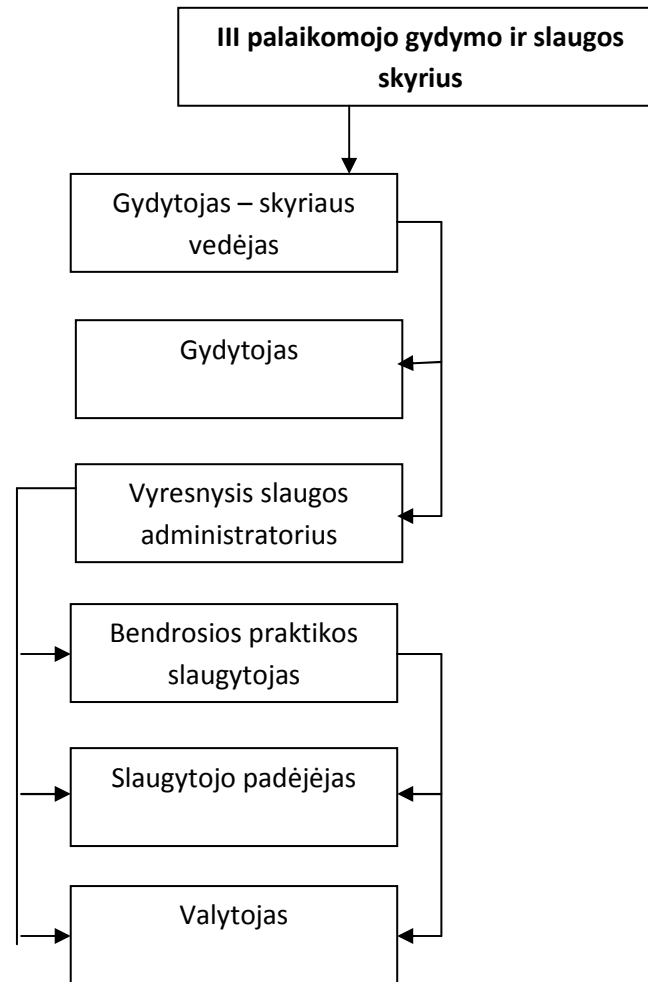 III palaikomojo gydymo ir slaugos
skyrius
Gydytojas – skyriaus
vedėjas
Gydytojas
Vyresnysis slaugos
administratorius
Bendrosios praktikos
slaugytojas
Slaugytojo padėjėjas
Valytojas